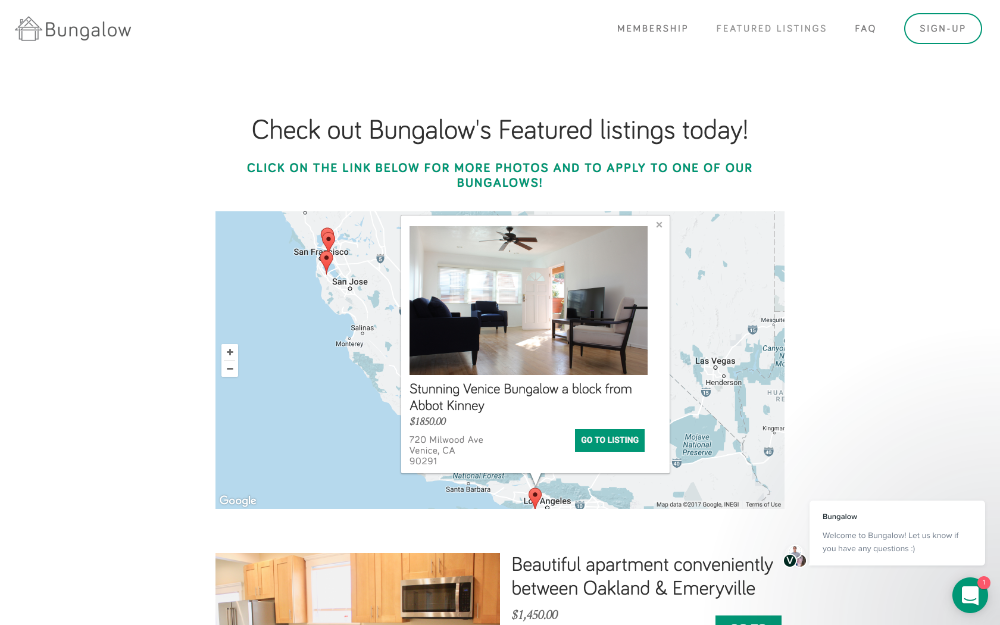 Bungalow
MEMBERSHIP
FEATURED LISTINGS
FAQ
SIGN-UP
Check out Bungalow's Featured listings today!
CLICK ON THE LINK BELOW FOR MORE PHOTOS AND TO APPLY TO ONE OF OUR
BUNGALOWS!
San Francisco
San Jose
Salinas
Monterey
+
−
×
Stunning Venice Bungalow a block from
Abbot Kinney
$1850.00
720 Milwood Ave
Venice, CA
90291
GO TO LISTING
National Forest
Santa Barbara
Los Angeles
Las Vegas
Henderson
Mojave
National
Preserve
15
40
Google
Map data ©2017 Google, INEGI
Terms of Use
Beautiful apartment conveniently
between Oakland & Emeryville
$1,450.00
Bungalow
Welcome to Bungalow! Let us know if
you have any questions :)
V
1